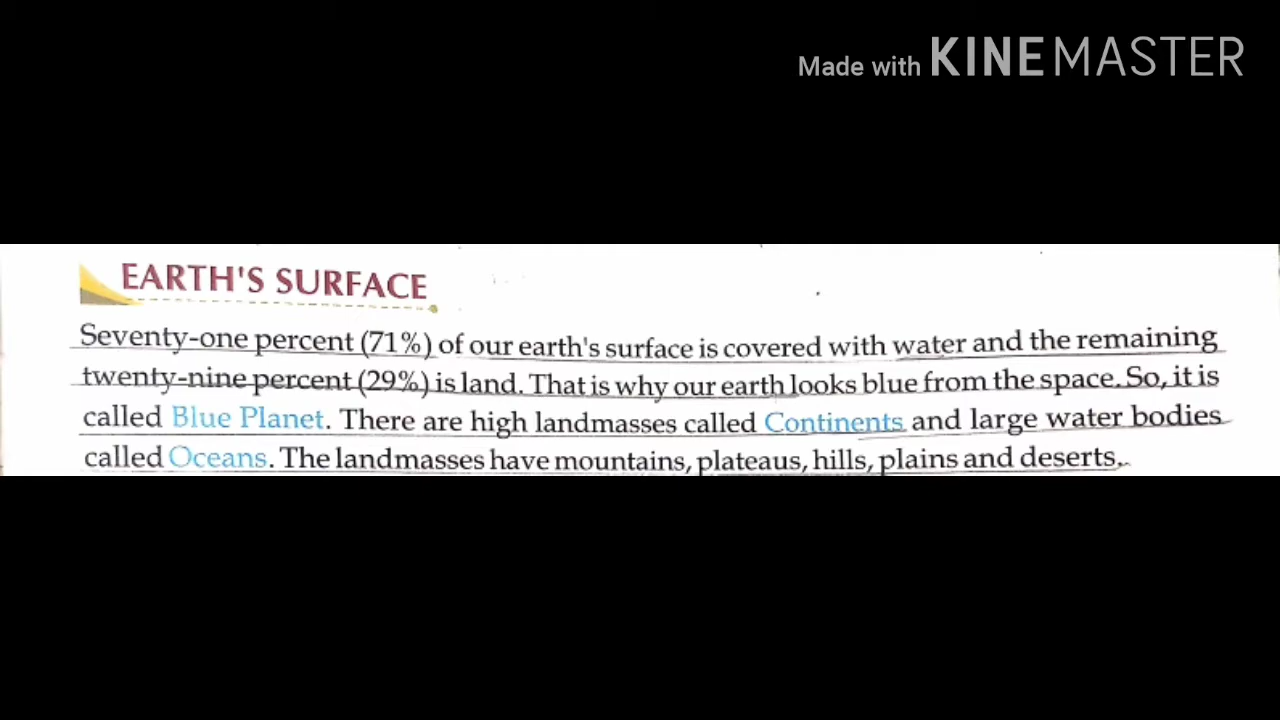 Made with KINEMASTER
EARTH'S SURFACE
Seventy-one percent (71%) of our earth's surface is covered with water and the remaining
twenty-nine percent (29%) is land. That is why our earth looks blue from the space. So, it is
called Blue Planet. There are high landmasses called Continents and large water bodies
called Oceans. The landmasses have mountains, plateaus, hills, plains and deserts.